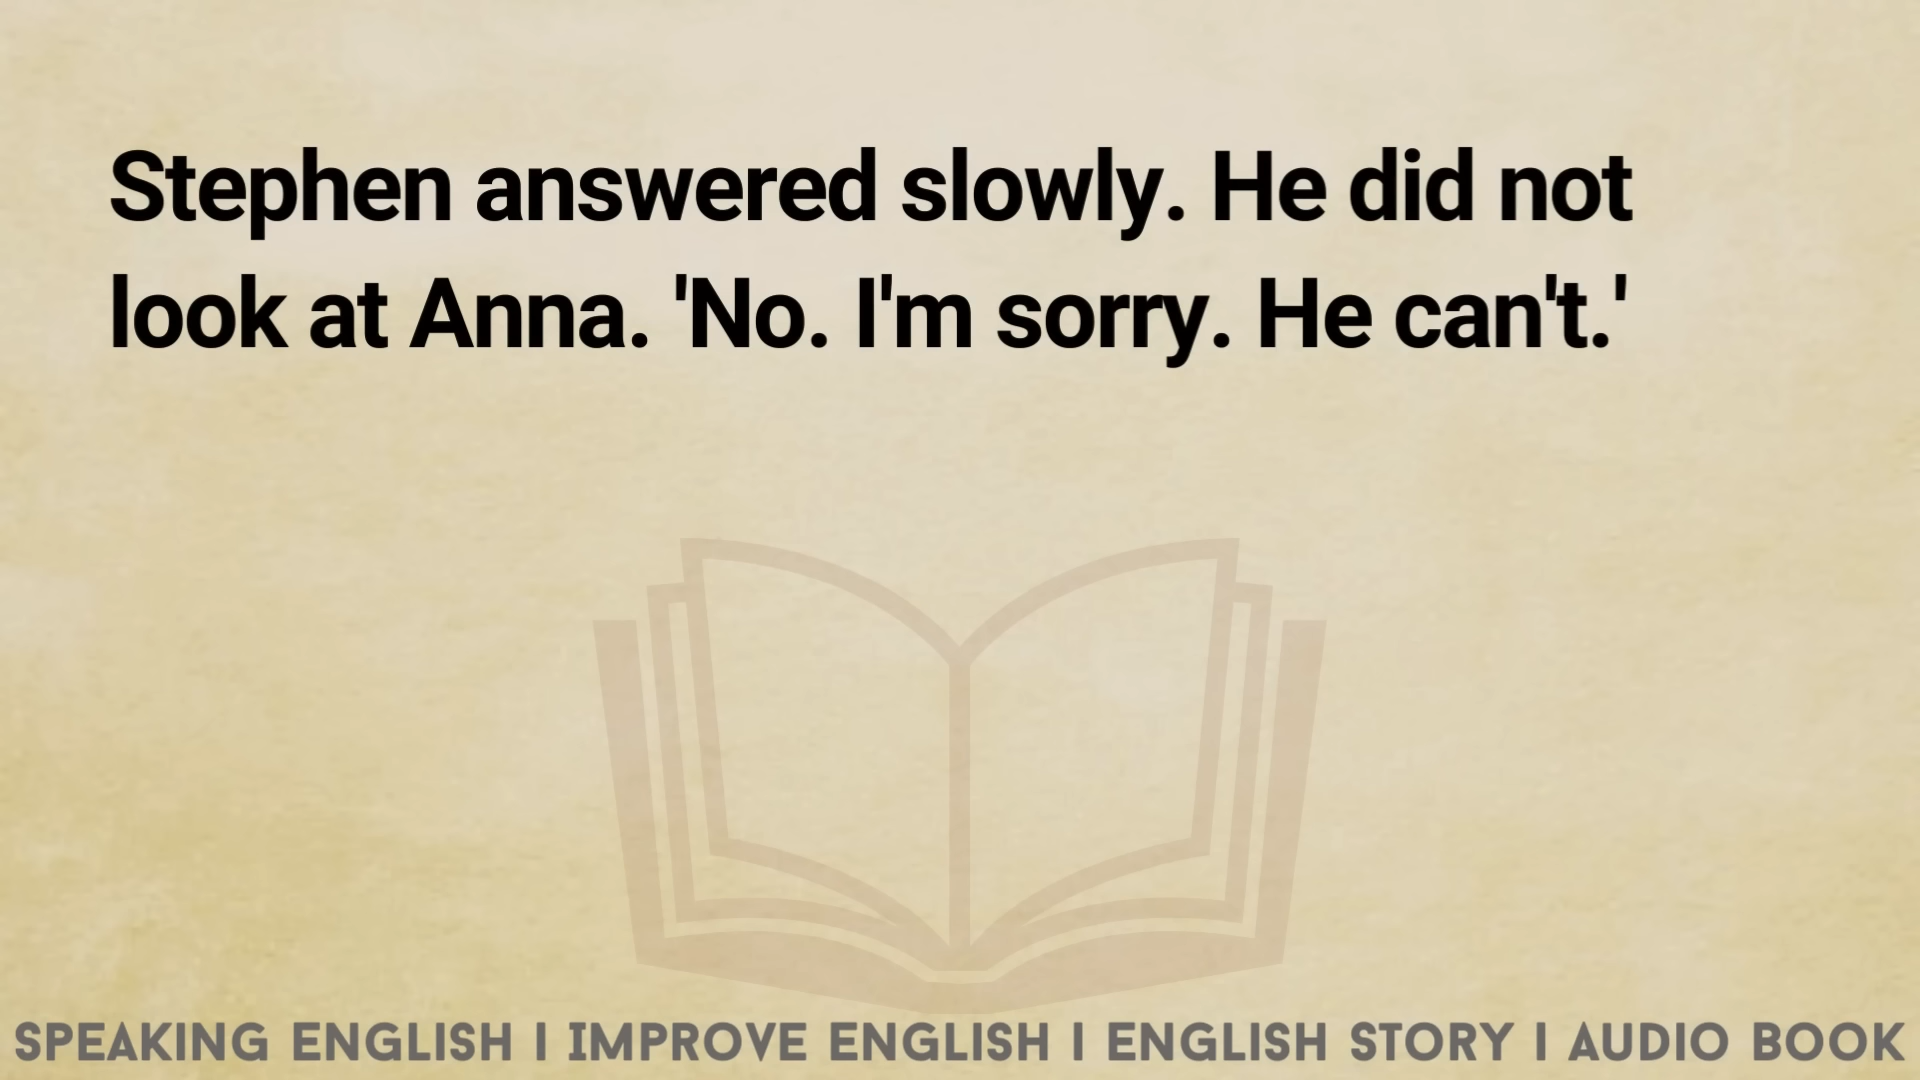 Stephen answered slowly. He did not
look at Anna. 'No. I'm sorry. He can't.'
SPEAKING ENGLISH I IMPROVE ENGLISH I ENGLISH STORY I AUDIO BOOK